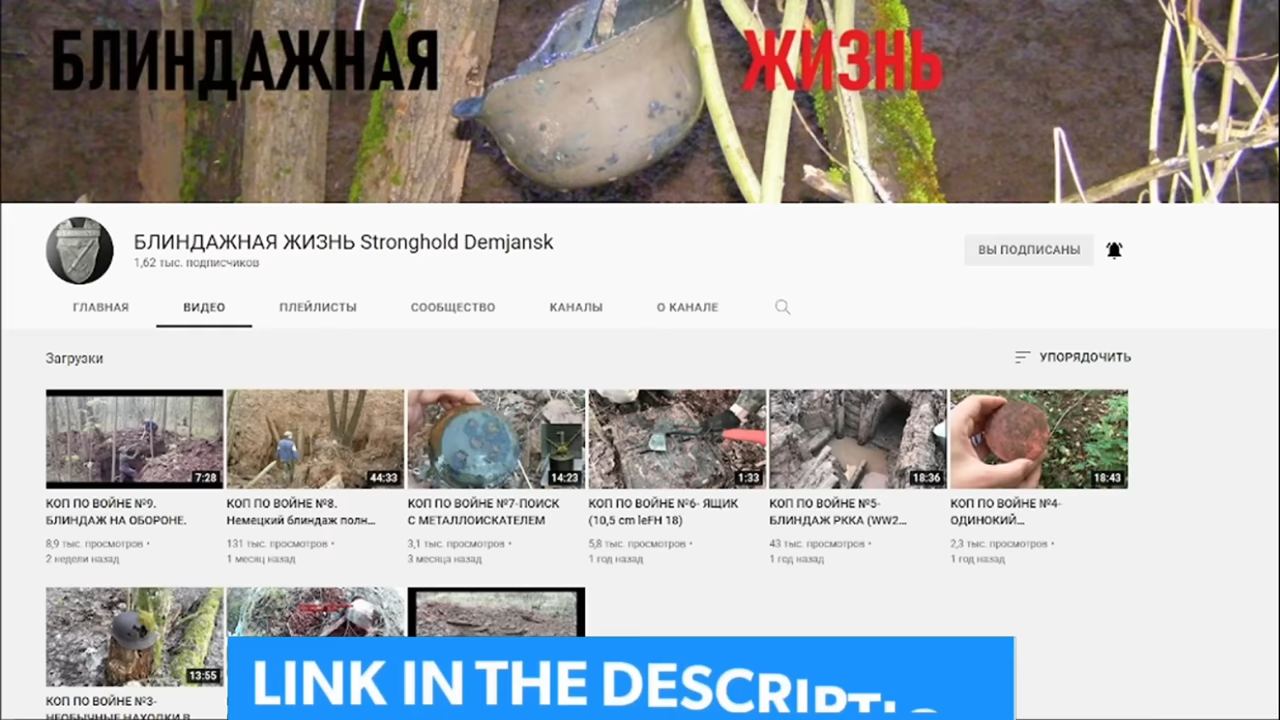 БЛИНДАЖНАЯ ЖИЗНЬ
БЛИНДАЖНАЯ ЖИЗНЬ Stronghold Demjansk
1,62 тыс. подписчиков
ВЫ ПОДПИСАНЫ
ГЛАВНАЯ ВИДЕО ПЛЕЙЛИСТЫ СООБЩЕСТВО КАНАЛЫ О КАНАЛЕ
Загрузки
УПОРЯДОЧИТЬ
7:28
44:33
14:23
1:33
18:36
18:43
КОП ПО ВОЙНЕ №9.
БЛИНДАЖ НА ОБОРОНЕ.
8,9 тыс. просмотров •
2 недели назад
КОП ПО ВОЙНЕ №8.
Немецкий блиндаж полн...
131 тыс. просмотров •
1 месяц назад
КОП ПО ВОЙНЕ №7-ПОИСК
С МЕТАЛЛОИСКАТЕЛЕМ
3,1 тыс. просмотров •
3 месяца назад
КОП ПО ВОЙНЕ №6- ЯЩИК
(10,5 cm leFH 18)
5,8 тыс. просмотров •
1 год назад
КОП ПО ВОЙНЕ №5-
БЛИНДАЖ РККА (WW2...
43 тыс. просмотров •
1 год назад
КОП ПО ВОЙНЕ №4-
ОДИНОКИЙ...
2,3 тыс. просмотров •
1 год назад
13:55
КОП ПО ВОЙНЕ №3-
НЕОБЫЧНЫЕ НАХОДКИ В
LINK IN THE